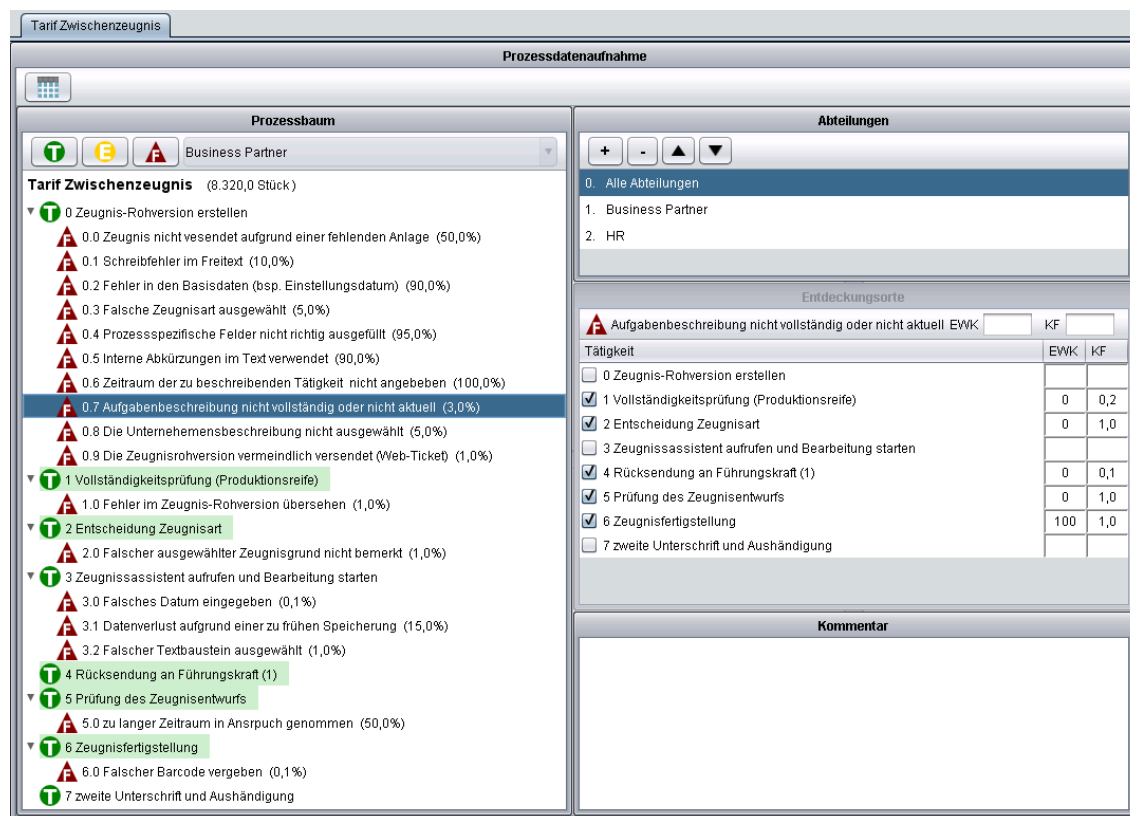 Tarif Zwischenzeugnis
Prozessdatenaufnahme
Prozessbaum
T E F Business Partner
Tarif Zwischenzeugnis (8.320,0 Stück)
T 0 Zeugnis-Rohversion erstellen
F 0.0 Zeugnis nicht vesendet aufgrund einer fehlenden Anlage (50,0%)
F 0.1 Schreibfehler im Freitext (10,0%)
F 0.2 Fehler in den Basisdaten (bsp. Einstellungsdatum) (90,0%)
F 0.3 Falsche Zeugnisart ausgewählt (5,0%)
F 0.4 Prozessspezifische Felder nicht richtig ausgefüllt (95,0%)
F 0.5 Interne Abkürzungen im Text verwendet (90,0%)
F 0.6 Zeitraum der zu beschreibenden Tätigkeit nicht angebeben (100,0%)
F 0.7 Aufgabenbeschreibung nicht vollständig oder nicht aktuell (3,0%)
F 0.8 Die Unternehemensbeschreibung nicht ausgewählt (5,0%)
F 0.9 Die Zeugnisrohversion vermeindlich versendet (Web-Ticket) (1,0%)
T 1 Vollständigkeitsprüfung (Produktionsreife)
F 1.0 Fehler im Zeugnis-Rohversion übersehen (1,0%)
T 2 Entscheidung Zeugnisart
F 2.0 Falscher ausgewählter Zeugnisgrund nicht bemerkt (1,0%)
T 3 Zeugnissassistent aufrufen und Bearbeitung starten
F 3.0 Falsches Datum eingegeben (0,1%)
F 3.1 Datenverlust aufgrund einer zu frühen Speicherung (15,0%)
F 3.2 Falscher Textbaustein ausgewählt (1,0%)
T 4 Rücksendung an Führungskraft (1)
T 5 Prüfung des Zeugnisentwurfs
F 5.0 zu langer Zeitraum in Ansrpuch genommen (50,0%)
T 6 Zeugnisfertigstellung
F 6.0 Falscher Barcode vergeben (0,1%)
T 7 zweite Unterschrift und Aushändigung
Abteilungen
+ - ▲ ▼
0. Alle Abteilungen
1. Business Partner
2. HR
Entdeckungsorte
F Aufgabenbeschreibung nicht vollständig oder nicht aktuell EWK KF
Tätigkeit EWK KF
0 Zeugnis-Rohversion erstellen
1 Vollständigkeitsprüfung (Produktionsreife) 0 0,2
2 Entscheidung Zeugnisart 0 1,0
3 Zeugnissassistent aufrufen und Bearbeitung starten
4 Rücksendung an Führungskraft (1) 0 0,1
5 Prüfung des Zeugnisentwurfs 0 1,0
6 Zeugnisfertigstellung 100 1,0
7 zweite Unterschrift und Aushändigung
Kommentar